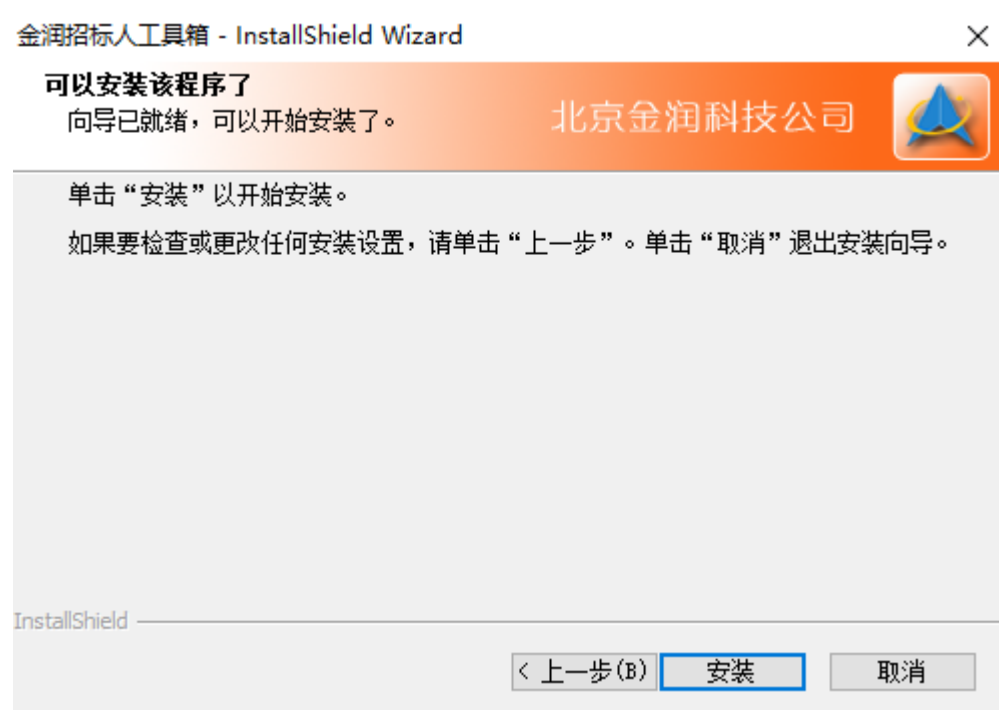 金润招标人工具箱 - InstallShield Wizard
可以安装该程序了
向导已就绪，可以开始安装了。
北京金润科技公司
单击“安装”以开始安装。
如果要检查或更改任何安装设置，请单击“上一步”。单击“取消”退出安装向导。
InstallShield
< 上一步(B) 安装 取消